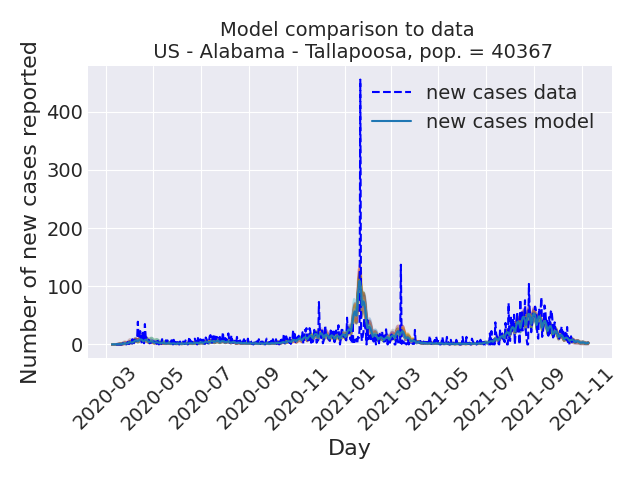 Model comparison to data
US - Alabama - Tallapoosa, pop. = 40367
Number of new cases reported
400
300
200
100
0
new cases data
new cases model
2020-03
2020-05
2020-07
2020-09
2020-11
2021-01
2021-03
2021-05
2021-07
2021-09
2021-11
Day